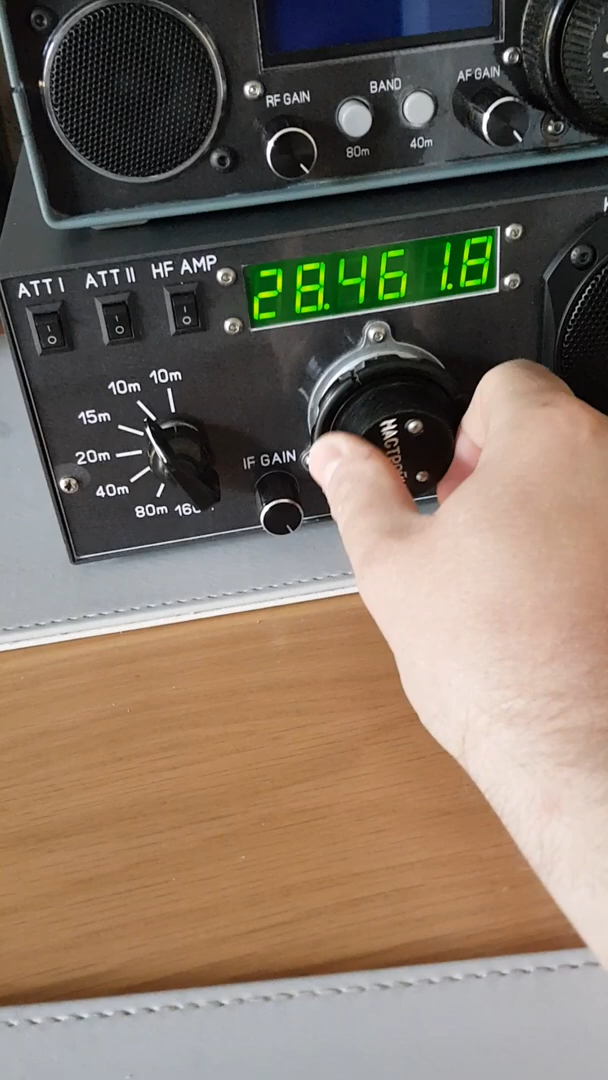 RF GAIN
BAND
AF GAIN
80m
40m
ATT I
ATT II
HF AMP
28.461.8
10m
10m
15m
20m
40m
80m
IF GAIN